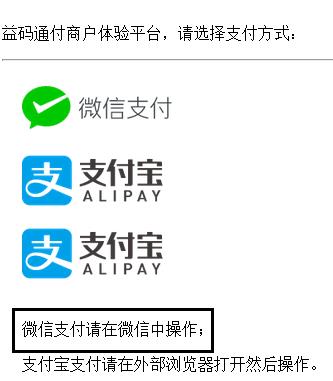 益码通付商户体验平台，请选择支付方式：
微信支付
支付宝
ALIPAY
支付宝
ALIPAY
微信支付请在微信中操作；
支付宝支付请在外部浏览器打开然后操作。